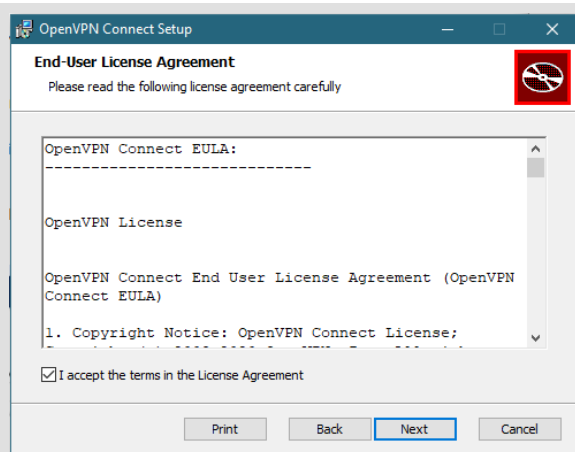 OpenVPN Connect Setup
End-User License Agreement
Please read the following license agreement carefully
OpenVPN Connect EULA:
-----------------------------
OpenVPN License
OpenVPN Connect End User License Agreement (OpenVPN
Connect EULA)
1. Copyright Notice: OpenVPN Connect License;
I accept the terms in the License Agreement
Print
Back
Next
Cancel